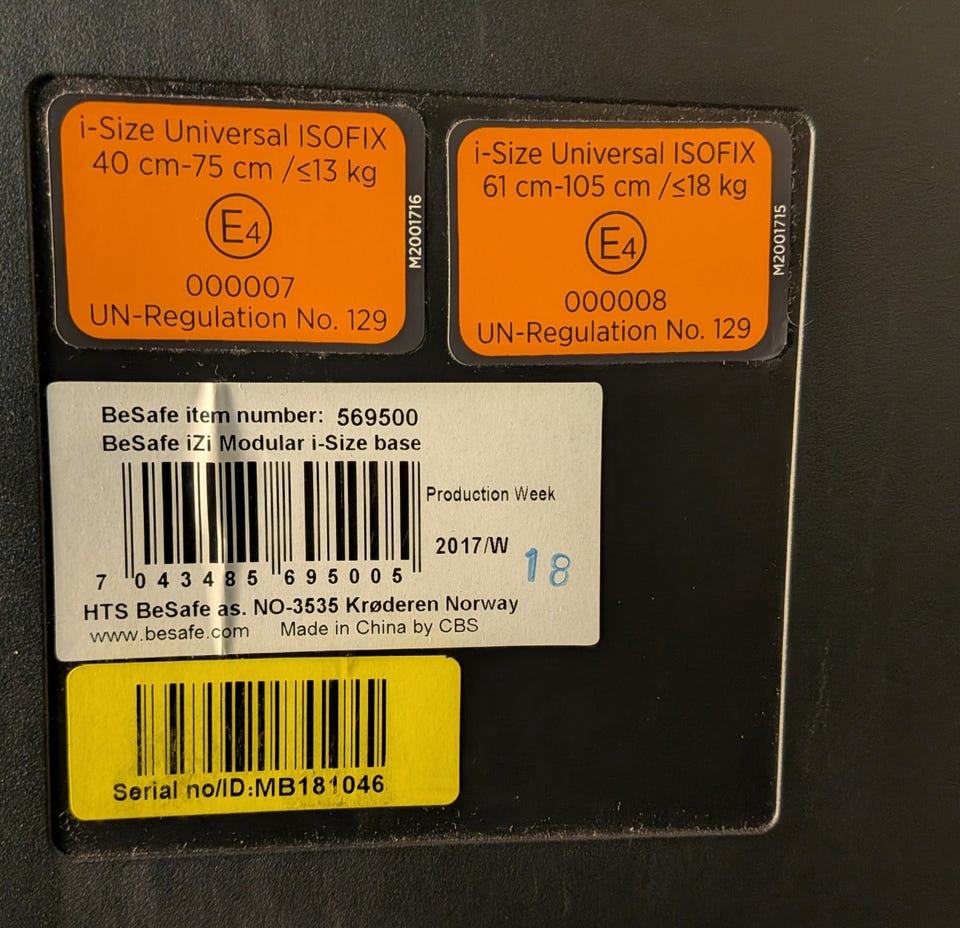 i-Size Universal ISOFIX
40 cm-75 cm /≤13 kg
E4
000007
UN-Regulation No. 129
M2001716
i-Size Universal ISOFIX
61 cm-105 cm /≤18 kg
E4
000008
UN-Regulation No. 129
M2001715
BeSafe item number: 569500
BeSafe iZi Modular i-Size base
Production Week
2017/W 18
7 043485 695005
HTS BeSafe as. NO-3535 Krøderen Norway
www.besafe.com Made in China by CBS
Serial no/ID:MB181046